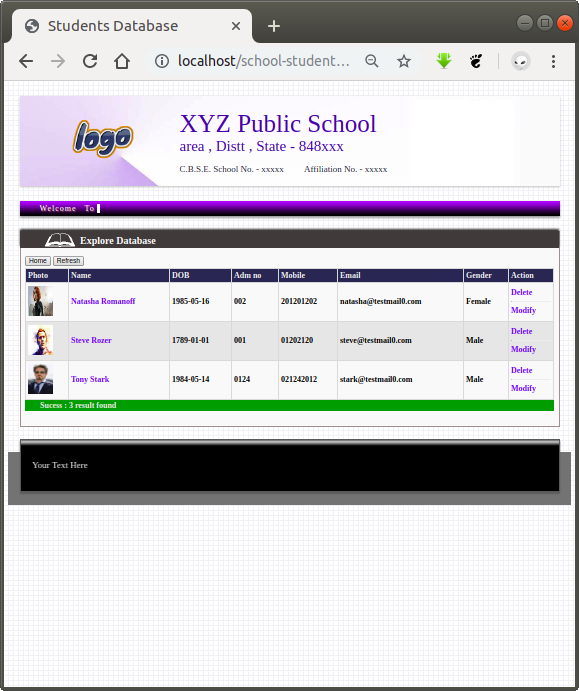 Students Database
localhost/school-student…
logo
XYZ Public School
area , Distt , State - 848xxx
C.B.S.E. School No. - xxxxx Affiliation No. - xxxxx
Welcome To
Explore Database
Home Refresh
Photo Name DOB Adm no Mobile Email Gender Action
Natasha Romanoff 1985-05-16 002 201201202 natasha@testmail0.com Female Delete
Modify
Steve Rozer 1789-01-01 001 01202120 steve@testmail0.com Male Delete
Modify
Tony Stark 1984-05-14 0124 021242012 stark@testmail0.com Male Delete
Modify
Sucess : 3 result found
Your Text Here